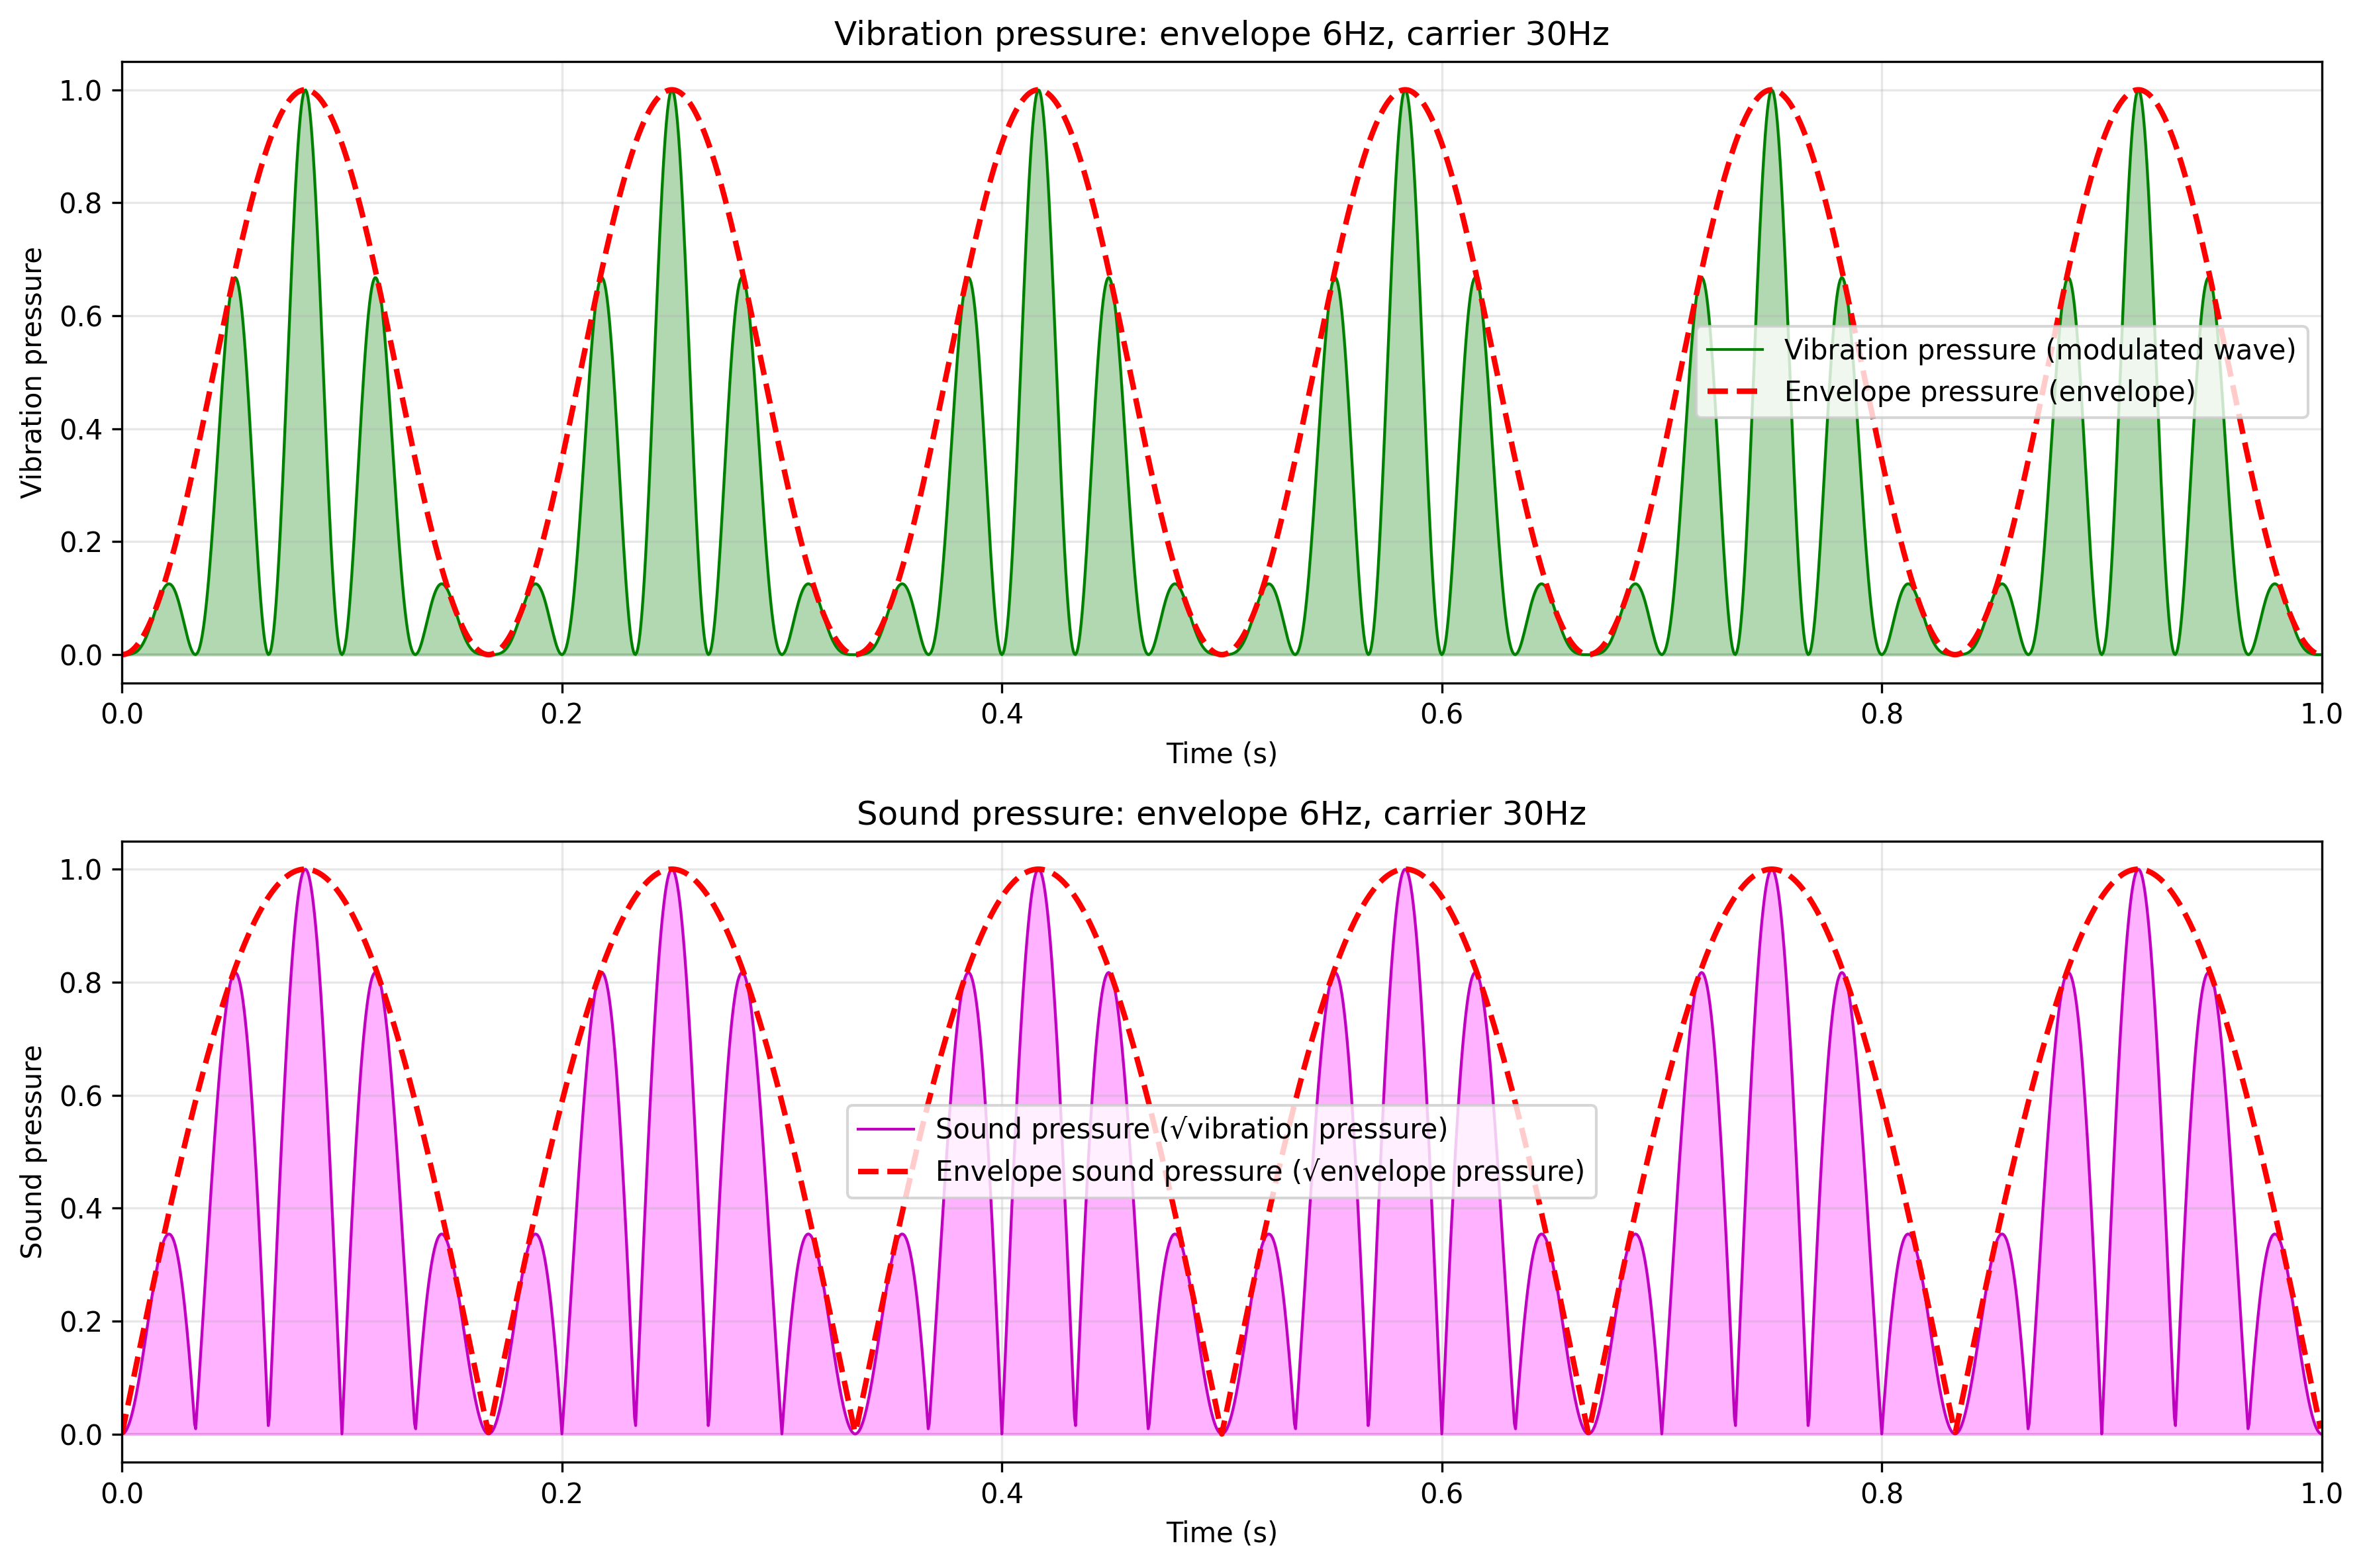 Vibration pressure: envelope 6Hz, carrier 30Hz
Vibration pressure
1.0
0.8
0.6
0.4
0.2
0.0
Vibration pressure (modulated wave)
Envelope pressure (envelope)
0.0 0.2 0.4 0.6 0.8 1.0
Time (s)
Sound pressure: envelope 6Hz, carrier 30Hz
Sound pressure
1.0
0.8
0.6
0.4
0.2
0.0
Sound pressure (√vibration pressure)
Envelope sound pressure (√envelope pressure)
0.0 0.2 0.4 0.6 0.8 1.0
Time (s)